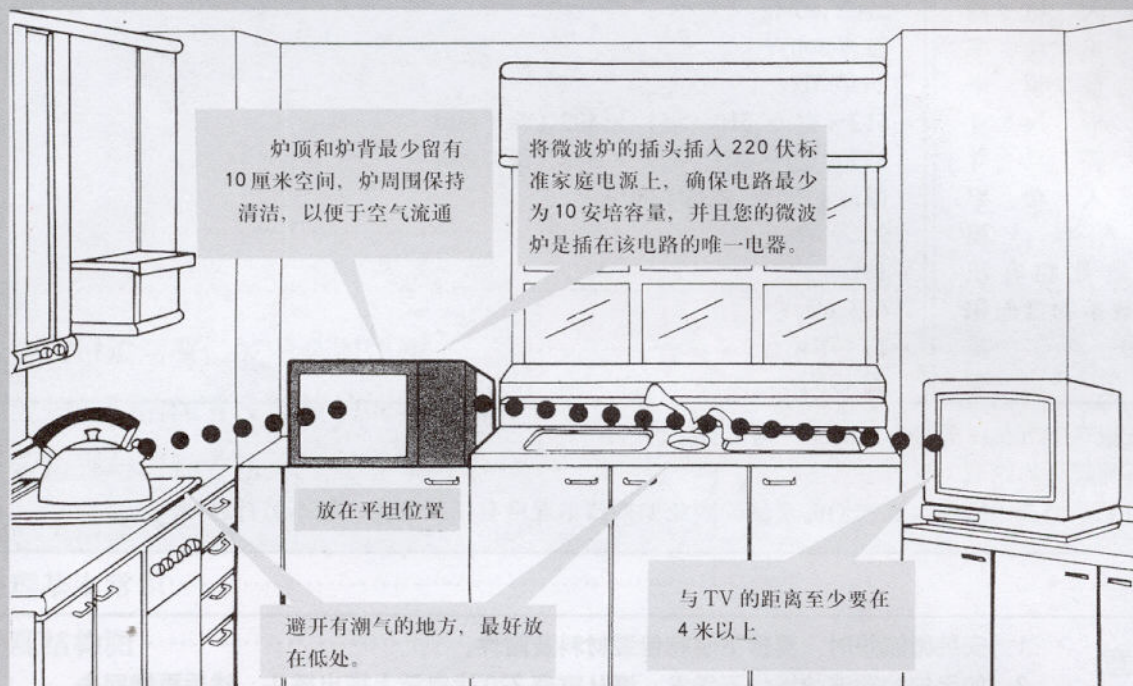 炉顶和炉背最少留有
10厘米空间，炉周围保持
清洁，以便于空气流通
将微波炉的插头插入220伏标
准家庭电源上，确保电路最少
为10安培容量，并且您的微波
炉是插在该电路的唯一电器。
放在平坦位置
避开有潮气的地方，最好放
在低处。
与TV的距离至少要在
4米以上